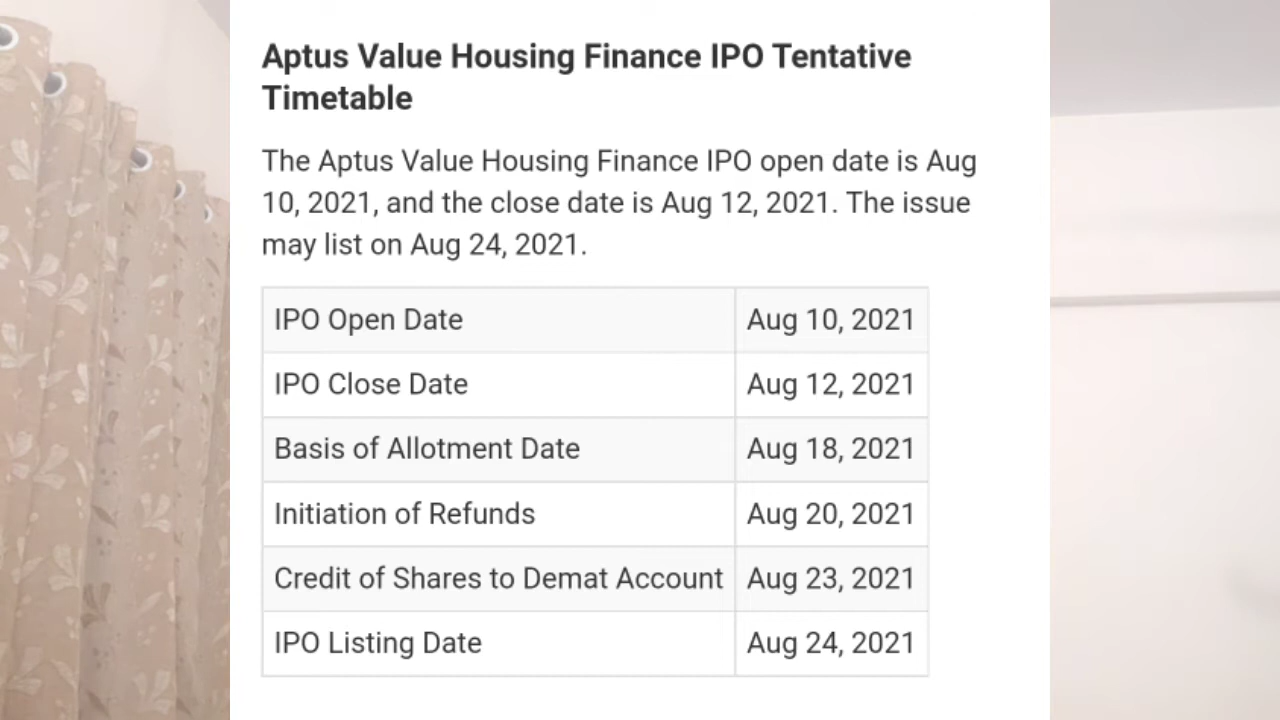 Aptus Value Housing Finance IPO Tentative
Timetable
The Aptus Value Housing Finance IPO open date is Aug
10, 2021, and the close date is Aug 12, 2021. The issue
may list on Aug 24, 2021.
IPO Open Date Aug 10, 2021
IPO Close Date Aug 12, 2021
Basis of Allotment Date Aug 18, 2021
Initiation of Refunds Aug 20, 2021
Credit of Shares to Demat Account Aug 23, 2021
IPO Listing Date Aug 24, 2021